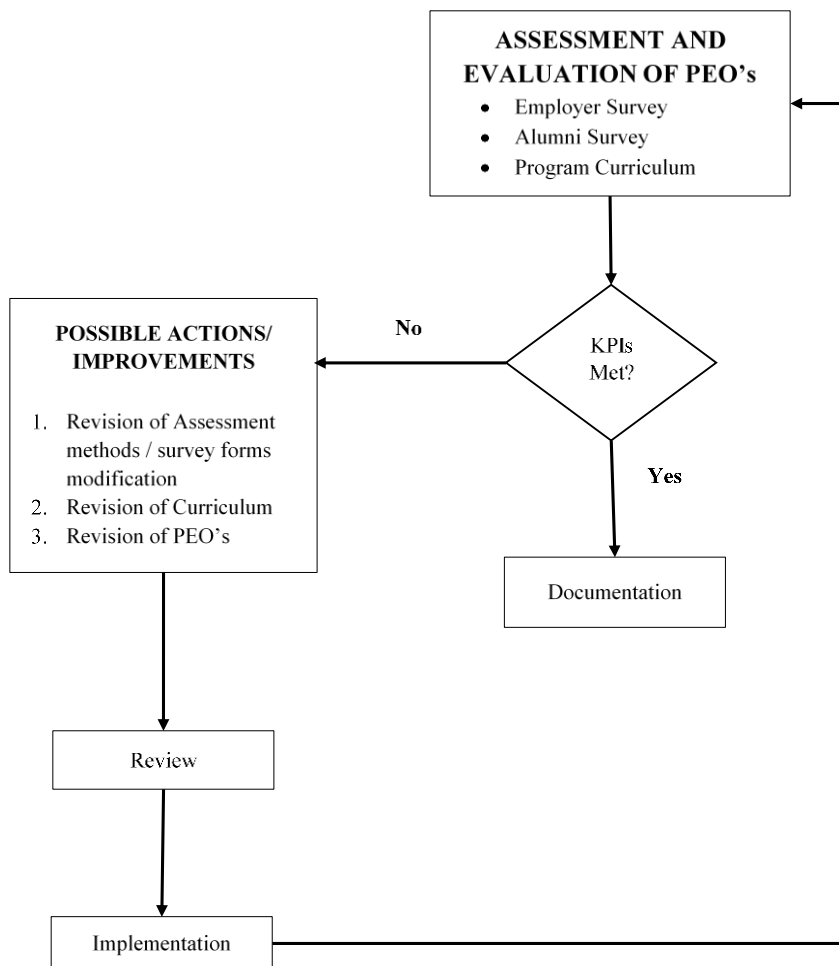 ASSESSMENT AND
EVALUATION OF PEO’s
• Employer Survey
• Alumni Survey
• Program Curriculum
KPIs
Met?
No
Yes
POSSIBLE ACTIONS/
IMPROVEMENTS
1. Revision of Assessment
methods / survey forms
modification
2. Revision of Curriculum
3. Revision of PEO’s
Documentation
Review
Implementation